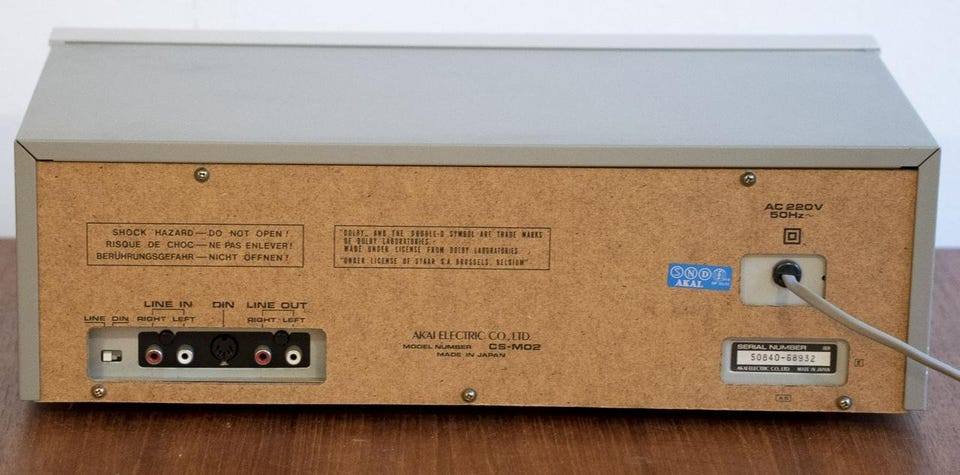 SHOCK HAZARD—DO NOT OPEN!
RISQUE DE CHOC—NE PAS ENLEVER!
BERÜHRUNGSGEFAHR—NICHT ÖFFNEN!
"DOLBY, AND THE DOUBLE-D SYMBOL ARE TRADE MARKS
OF DOLBY LABORATORIES."
MADE UNDER LICENSE FROM DOLBY LABORATORIES.
"UNDER LICENSE OF STAAR S.A. BRUSSELS, BELGIUM"
AC 220V
50Hz~
S N D F
AKAI
LINE IN DIN LINE OUT
LINE DIN RIGHT LEFT RIGHT LEFT
AKAI ELECTRIC CO., LTD.
MODEL NUMBER CS-M02
MADE IN JAPAN
SERIAL NUMBER
S0840-68932
AKAI ELECTRIC CO., LTD. MADE IN JAPAN